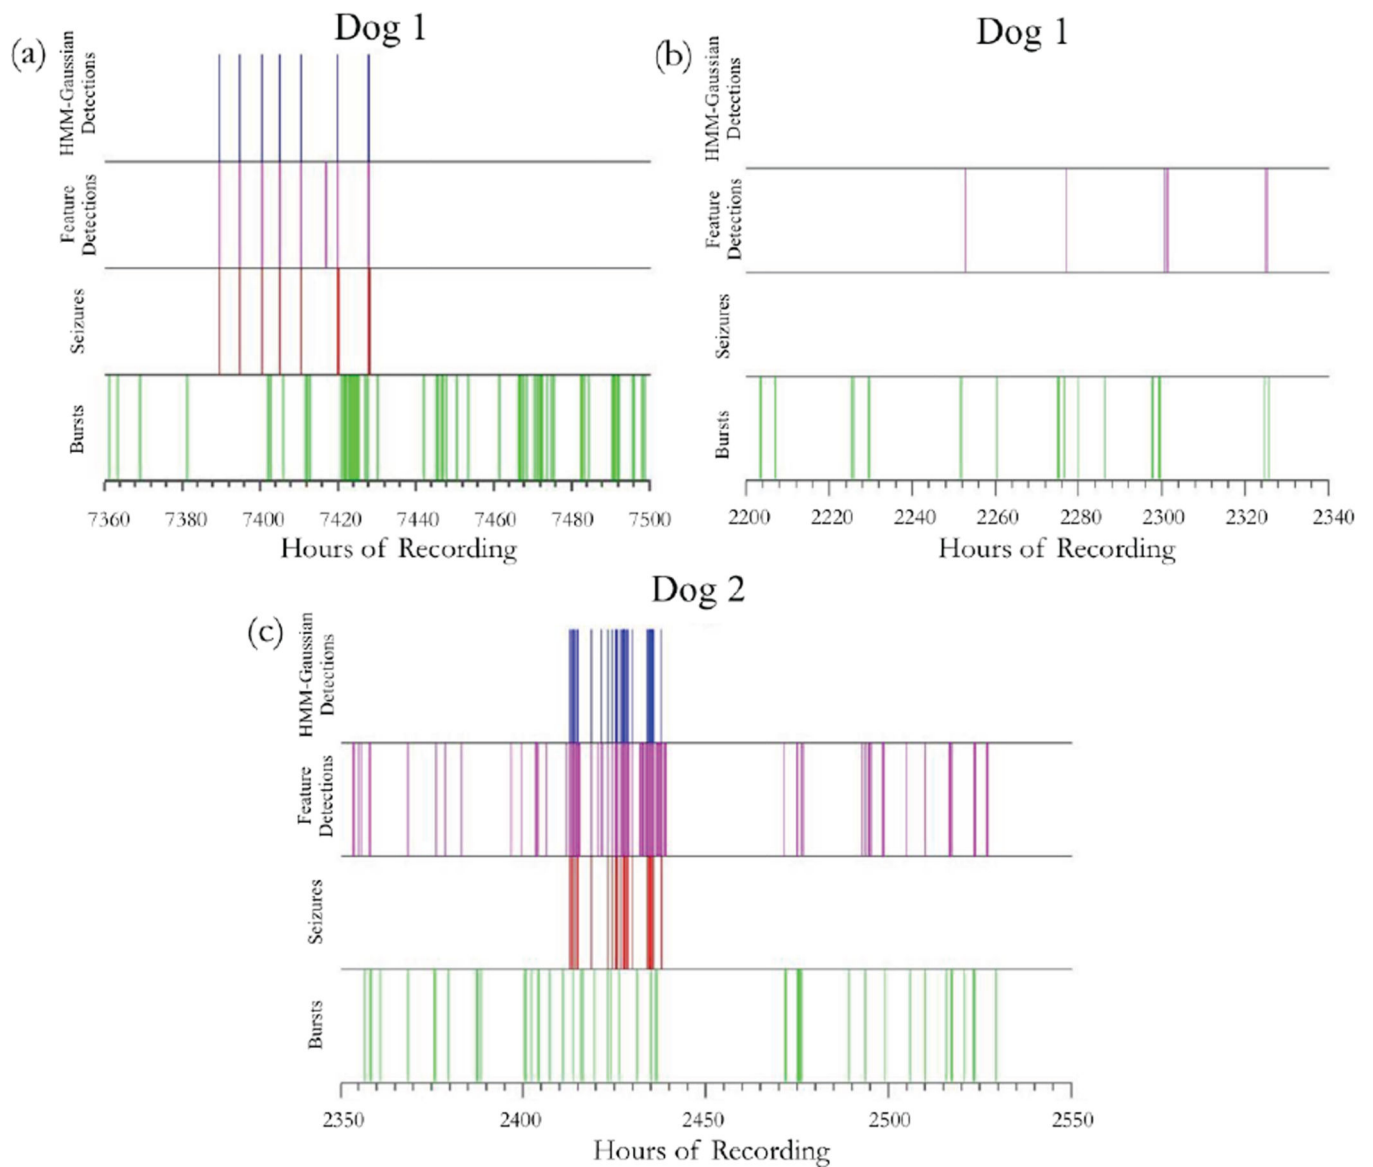 Dog 1
(a)
HMM-Gaussian
Detections
Feature
Detections
Seizures
Bursts
7360 7380 7400 7420 7440 7460 7480 7500
Hours of Recording
Dog 1
(b)
HMM-Gaussian
Detections
Feature
Detections
Seizures
Bursts
2200 2220 2240 2260 2280 2300 2320 2340
Hours of Recording
Dog 2
(c)
HMM-Gaussian
Detections
Feature
Detections
Seizures
Bursts
2350 2400 2450 2500 2550
Hours of Recording